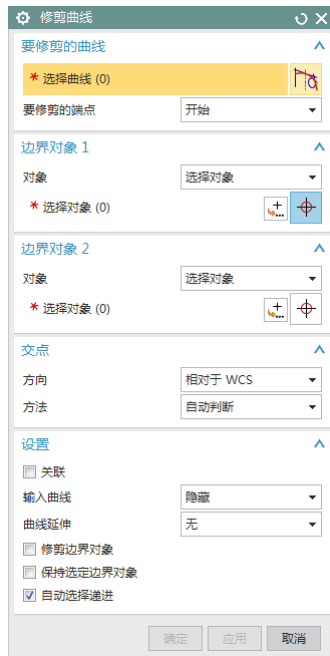 修剪曲线
要修剪的曲线
* 选择曲线 (0)
要修剪的端点 开始
边界对象 1
对象 选择对象
* 选择对象 (0)
边界对象 2
对象 选择对象
* 选择对象 (0)
交点
方向 相对于 WCS
方法 自动判断
设置
关联
输入曲线 隐藏
曲线延伸 无
修剪边界对象
保持选定边界对象
自动选择递进
确定 应用 取消